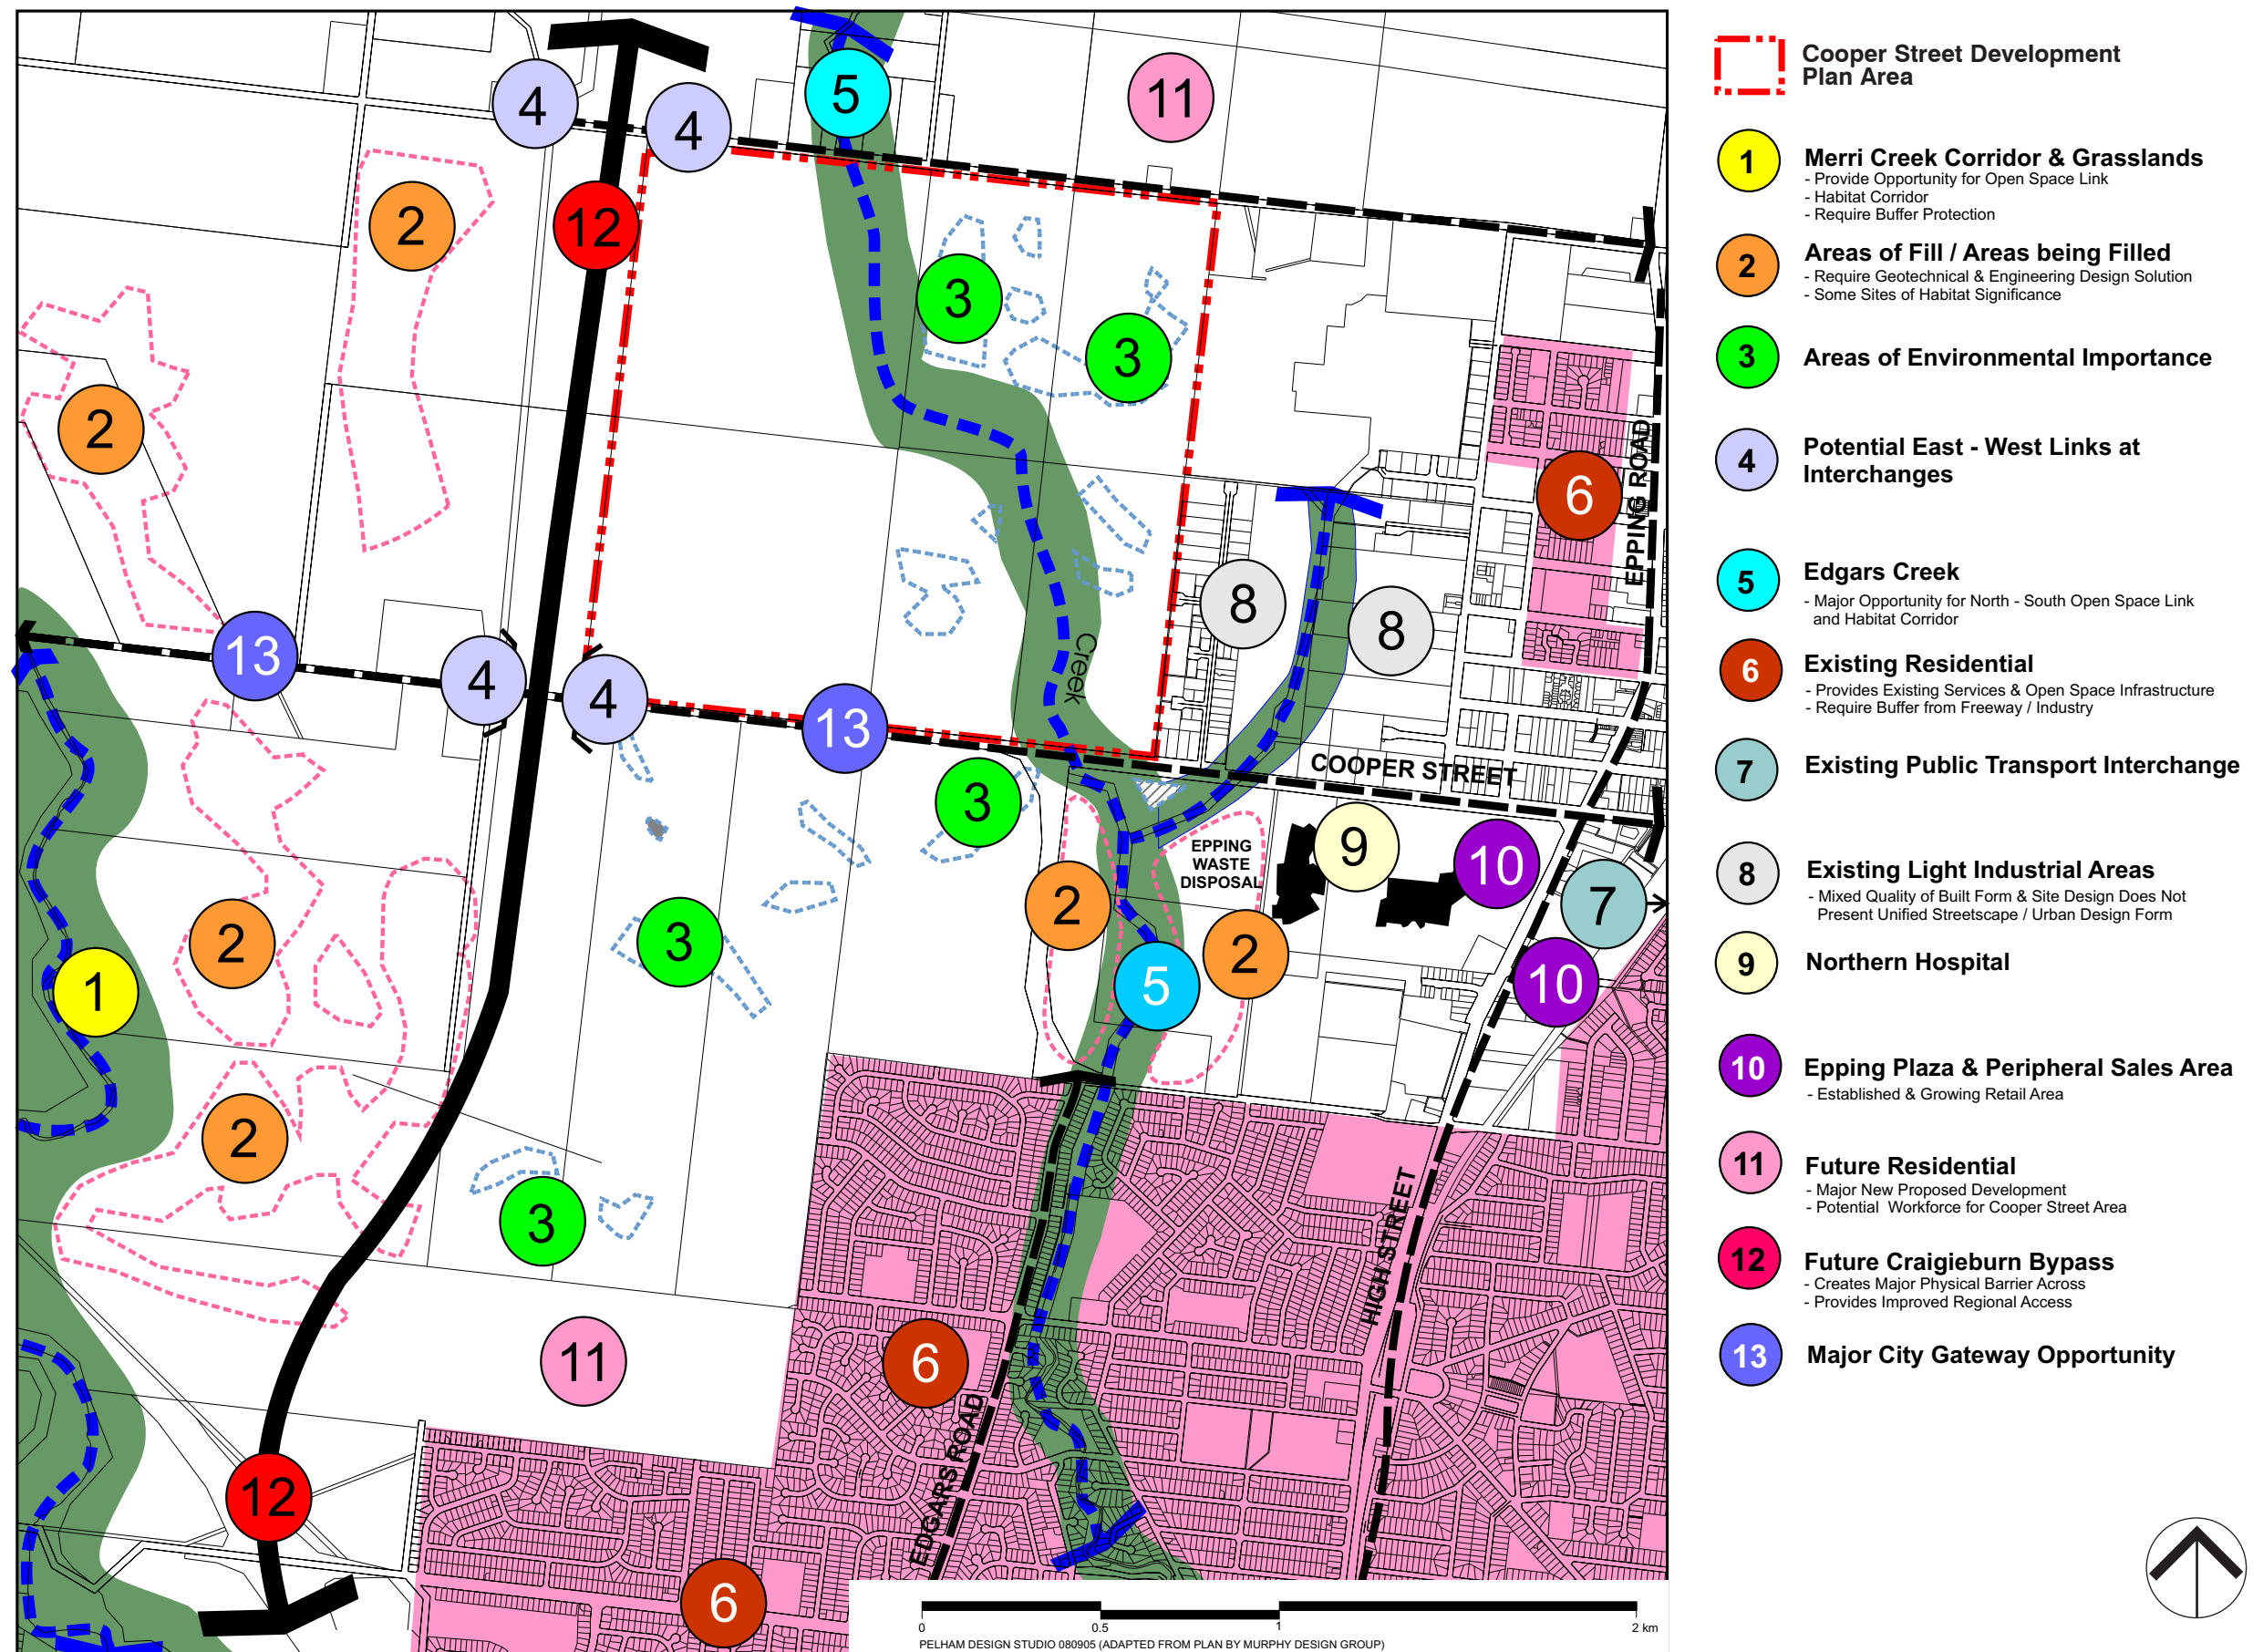 4
4
5
11
2
12
3
3
2
6
EPPING ROAD
8
8
13
4
4
13
Creek
COOPER STREET
3
EPPING
WASTE
DISPOSAL
9
10
7
2
2
3
2
5
10
1
2
3
11
6
HIGH STREET
EDGARS ROAD
12
6
0
0.5
1
2 km
PELHAM DESIGN STUDIO 080905 (ADAPTED FROM PLAN BY MURPHY DESIGN GROUP)
Cooper Street Development
Plan Area
1
Merri Creek Corridor & Grasslands
- Provide Opportunity for Open Space Link
- Habitat Corridor
- Require Buffer Protection
2
Areas of Fill / Areas being Filled
- Require Geotechnical & Engineering Design Solution
- Some Sites of Habitat Significance
3
Areas of Environmental Importance
4
Potential East - West Links at
Interchanges
5
Edgars Creek
- Major Opportunity for North - South Open Space Link
and Habitat Corridor
6
Existing Residential
- Provides Existing Services & Open Space Infrastructure
- Require Buffer from Freeway / Industry
7
Existing Public Transport Interchange
8
Existing Light Industrial Areas
- Mixed Quality of Built Form & Site Design Does Not
Present Unified Streetscape / Urban Design Form
9
Northern Hospital
10
Epping Plaza & Peripheral Sales Area
- Established & Growing Retail Area
11
Future Residential
- Major New Proposed Development
- Potential Workforce for Cooper Street Area
12
Future Craigieburn Bypass
- Creates Major Physical Barrier Across
- Provides Improved Regional Access
13
Major City Gateway Opportunity